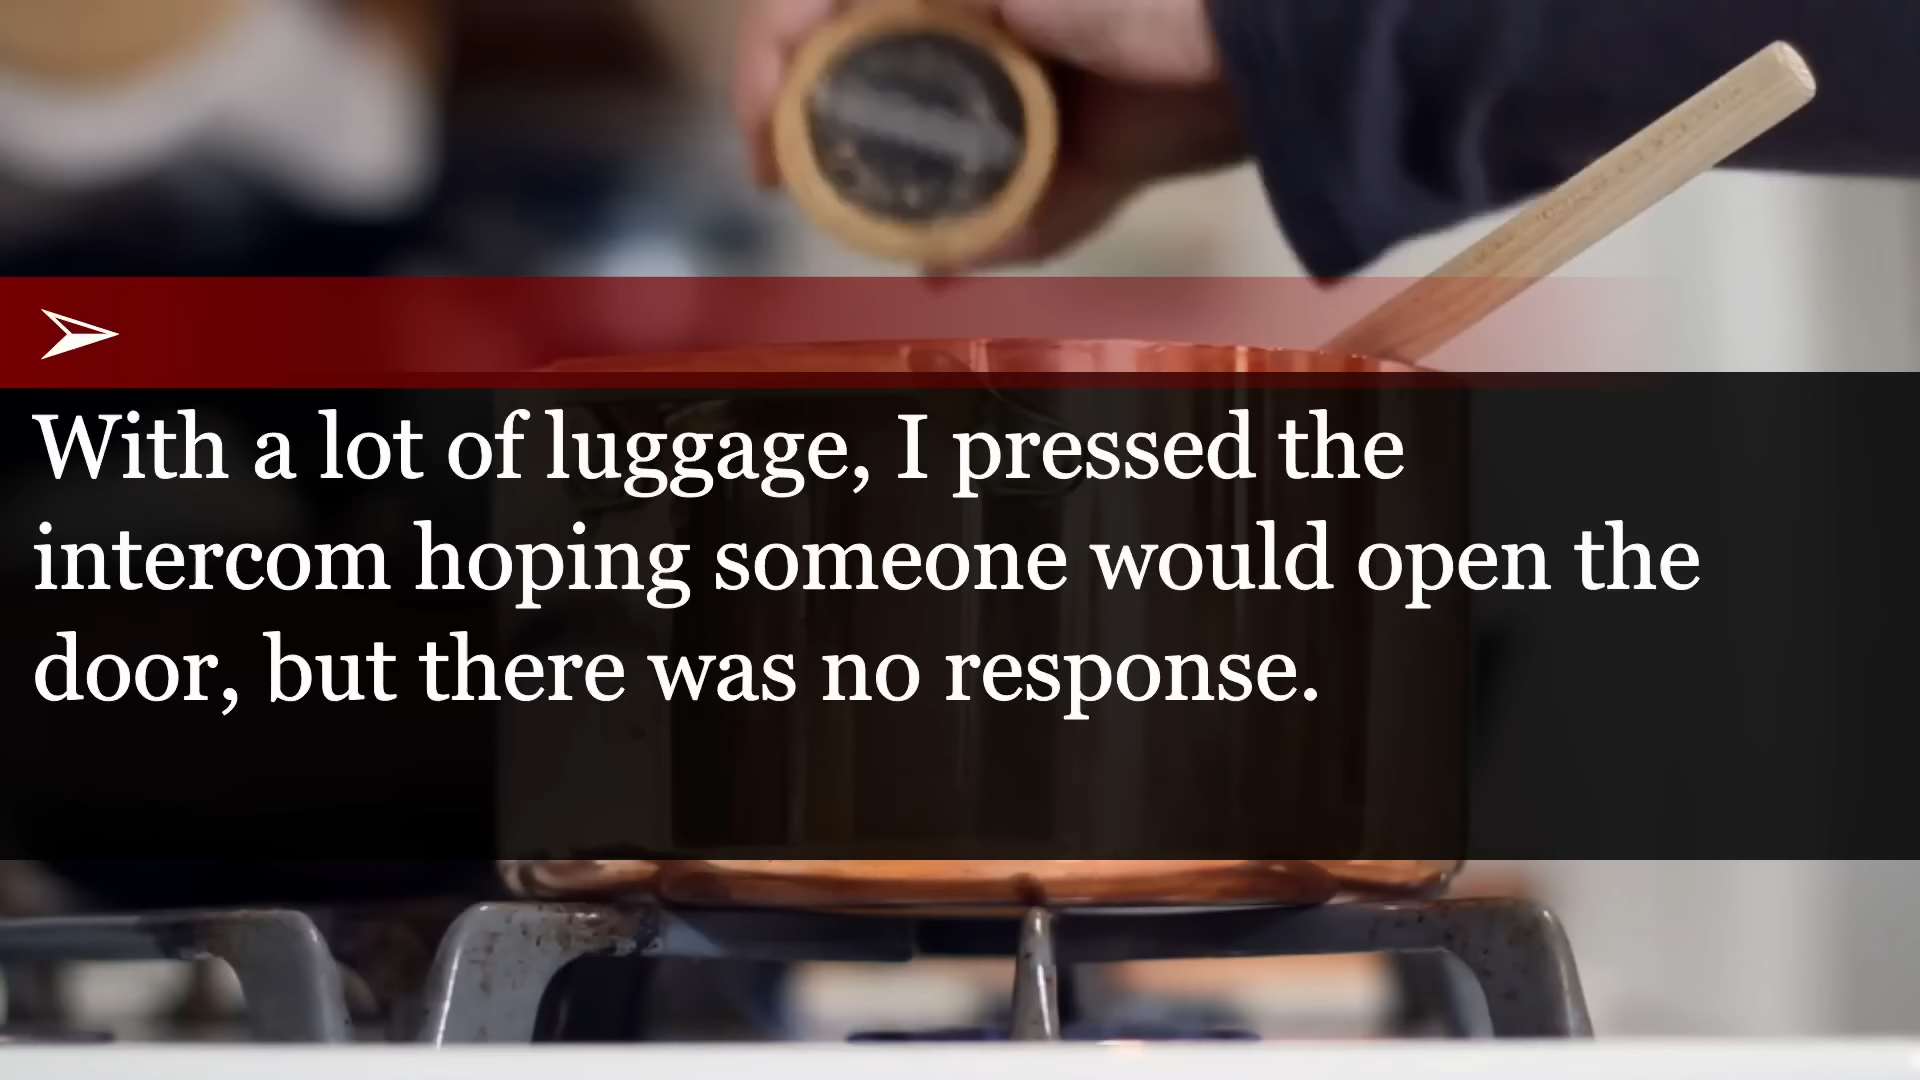 With a lot of luggage, I pressed the
intercom hoping someone would open the
door, but there was no response.